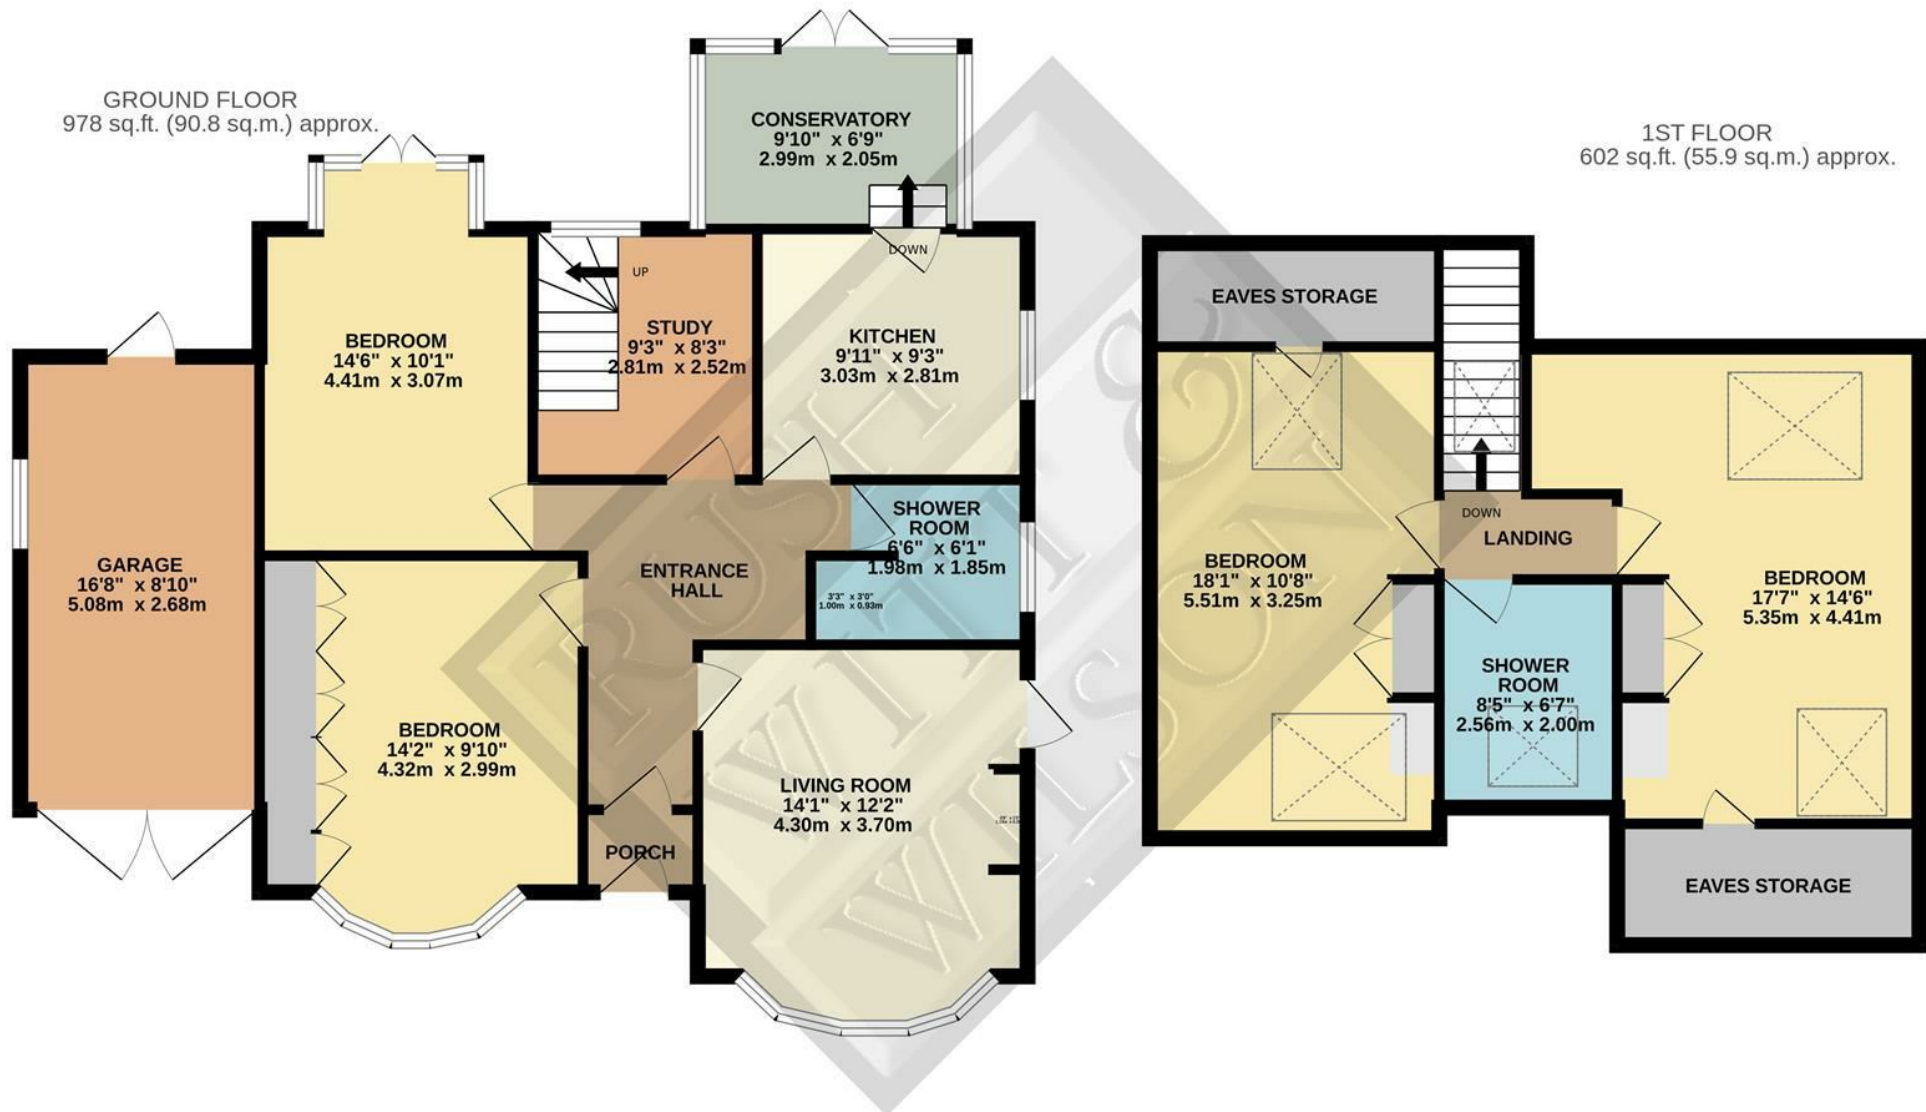 GROUND FLOOR
978 sq.ft. (90.8 sq.m.) approx.
1ST FLOOR
602 sq.ft. (55.9 sq.m.) approx.
CONSERVATORY
9'10" x 6'9"
2.99m x 2.05m
DOWN
BEDROOM
14'6" x 10'1"
4.41m x 3.07m
UP
STUDY
9'3" x 8'3"
2.81m x 2.52m
KITCHEN
9'11" x 9'3"
3.03m x 2.81m
GARAGE
16'8" x 8'10"
5.08m x 2.68m
ENTRANCE
HALL
SHOWER
ROOM
6'6" x 6'1"
1.98m x 1.85m
3'3" x 3'0"
1.00m x 0.93m
BEDROOM
14'2" x 9'10"
4.32m x 2.99m
LIVING ROOM
14'1" x 12'2"
4.30m x 3.70m
PORCH
EAVES STORAGE
DOWN
LANDING
BEDROOM
18'1" x 10'8"
5.51m x 3.25m
BEDROOM
17'7" x 14'6"
5.35m x 4.41m
SHOWER
ROOM
8'5" x 6'7"
2.56m x 2.00m
EAVES STORAGE
RUSH
WITT &
WILSON